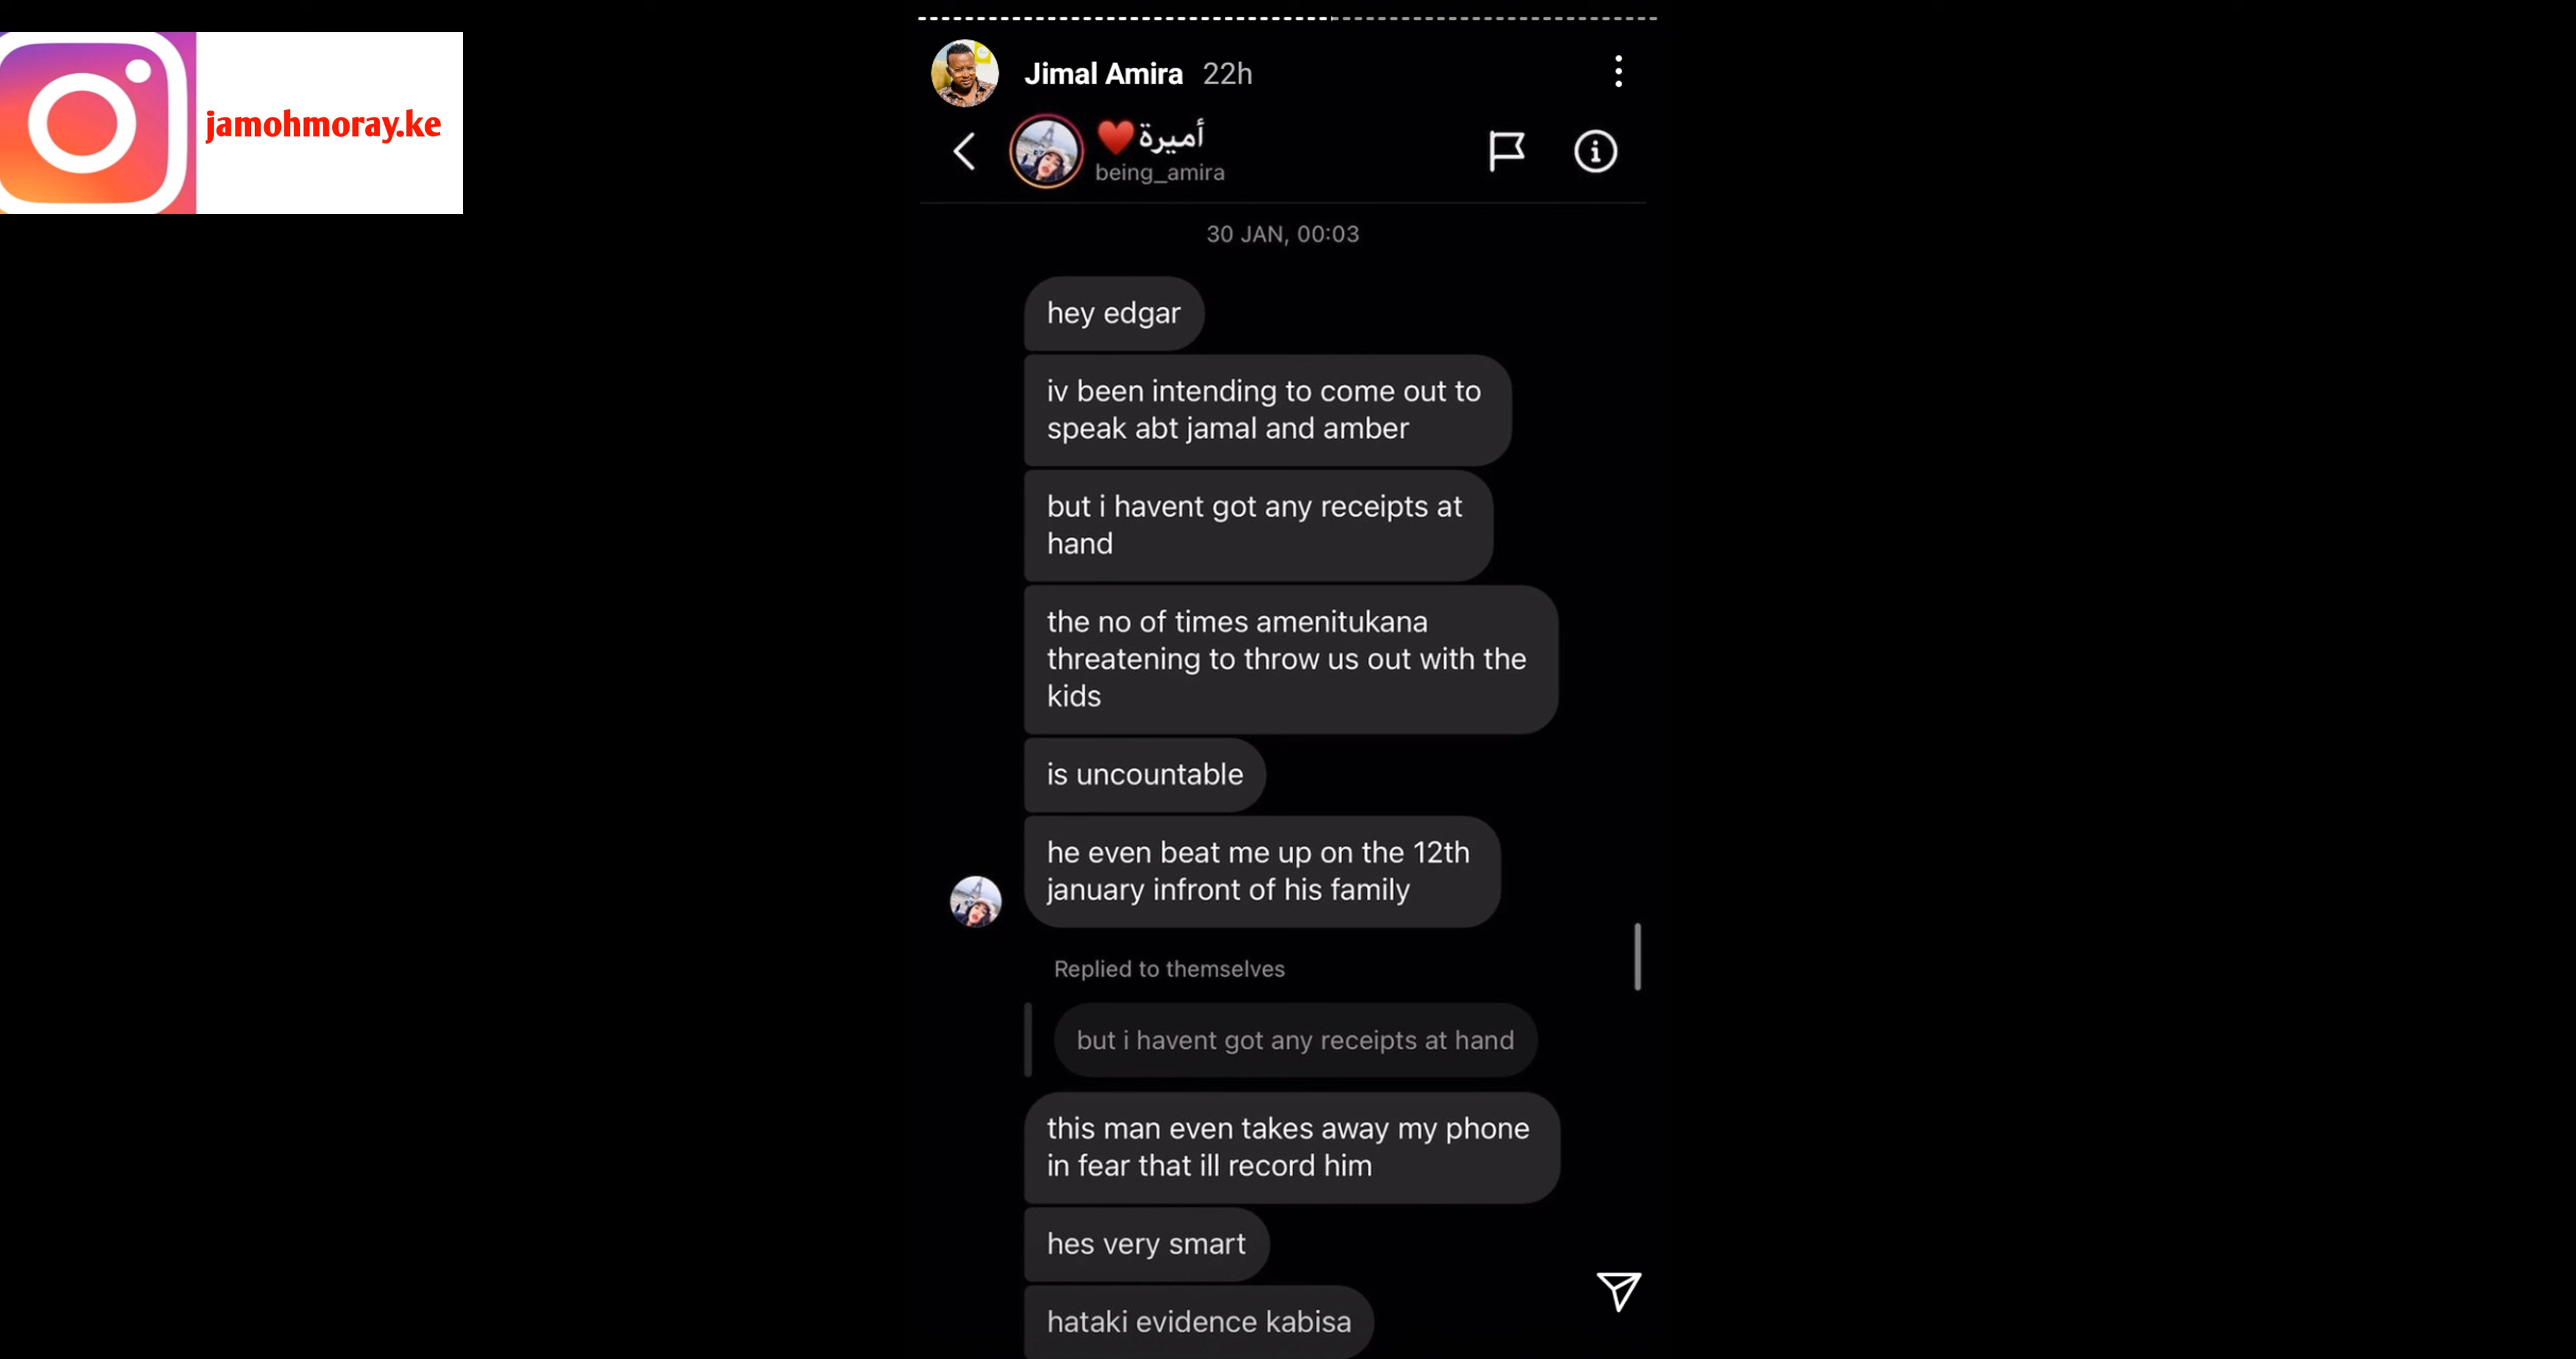 jamohmoray.ke
Jimal Amira 22h
أميرة❤️
being_amira
30 JAN, 00:03
hey edgar
iv been intending to come out to
speak abt jamal and amber
but i havent got any receipts at
hand
the no of times amenitukana
threatening to throw us out with the
kids
is uncountable
he even beat me up on the 12th
january infront of his family
Replied to themselves
but i havent got any receipts at hand
this man even takes away my phone
in fear that ill record him
hes very smart
hataki evidence kabisa